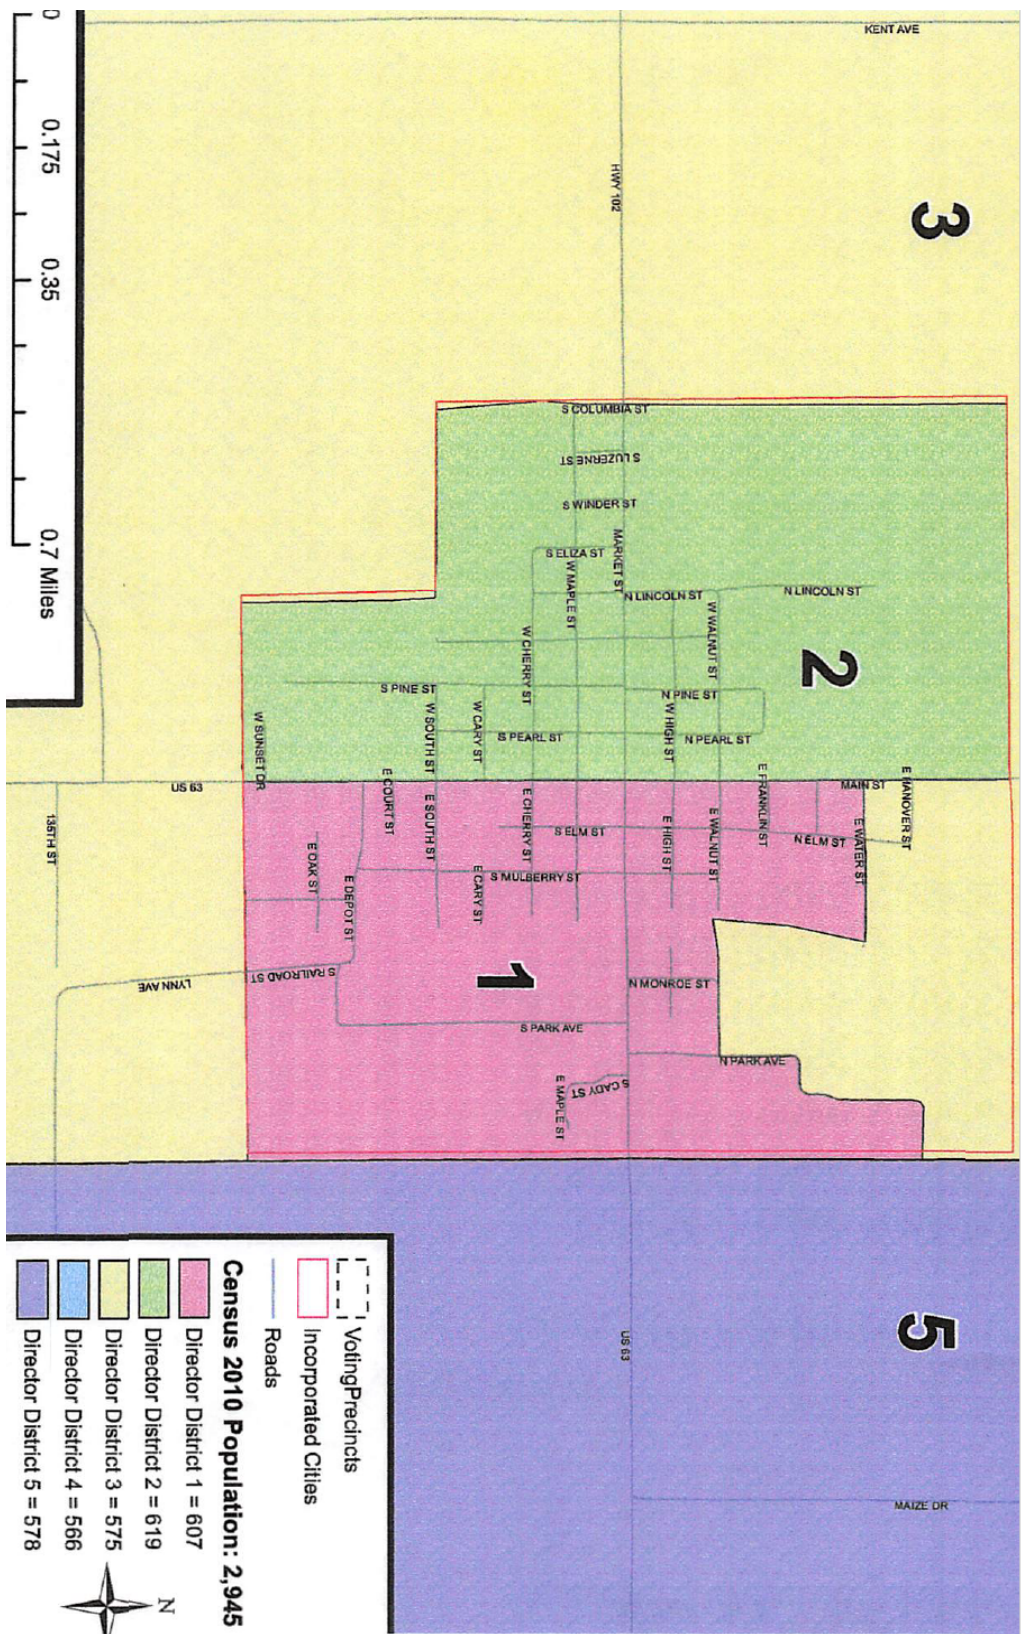 KENT AVE
3
HWY 102
0
0.175
0.35
0.7 Miles
S COLUMBIA ST
S LUZERNE ST
S WINDER ST
S ELIZA ST
MARKET ST
W MAPLE ST
N LINCOLN ST
N LINCOLN ST
W WALNUT ST
2
W CHERRY ST
S PINE ST
N PINE ST
W SOUTH ST
W CARY ST
S PEARL ST
W HIGH ST
N PEARL ST
W SUNSET DR
US 63
MAIN ST
E HANOVER ST
E FRANKLIN ST
E COURT ST
E SOUTH ST
E CHERRY ST
S ELM ST
E HIGH ST
E WALNUT ST
N ELM ST
E WATER ST
135TH ST
E OAK ST
E DEPOT ST
E CARY ST
S MULBERRY ST
LYNN AVE
S RAILROAD ST
1
N MONROE ST
S PARK AVE
N PARK AVE
E MAPLE ST
S CADY ST
5
US 63
MAIZE DR
VotingPrecincts
Incorporated Cities
Roads
Census 2010 Population: 2,945
Director District 1 = 607
Director District 2 = 619
Director District 3 = 575
Director District 4 = 566
Director District 5 = 578
N